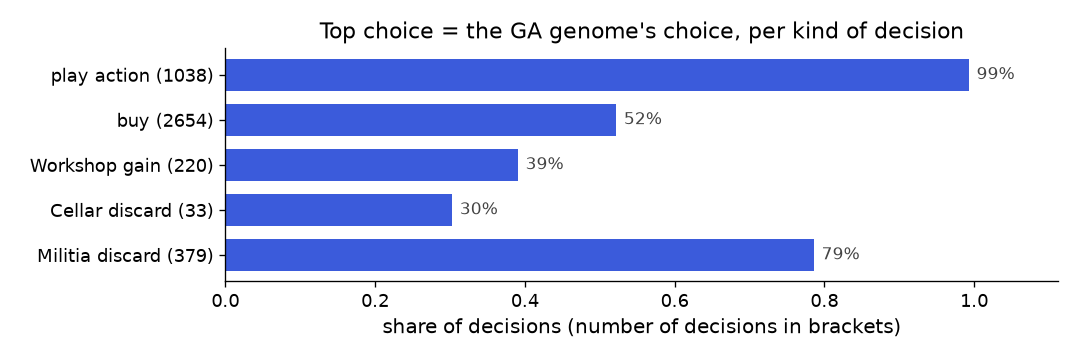 Top choice = the GA genome's choice, per kind of decision
play action (1038)
99%
buy (2654)
52%
Workshop gain (220)
39%
Cellar discard (33)
30%
Militia discard (379)
79%
0.0 0.2 0.4 0.6 0.8 1.0
share of decisions (number of decisions in brackets)